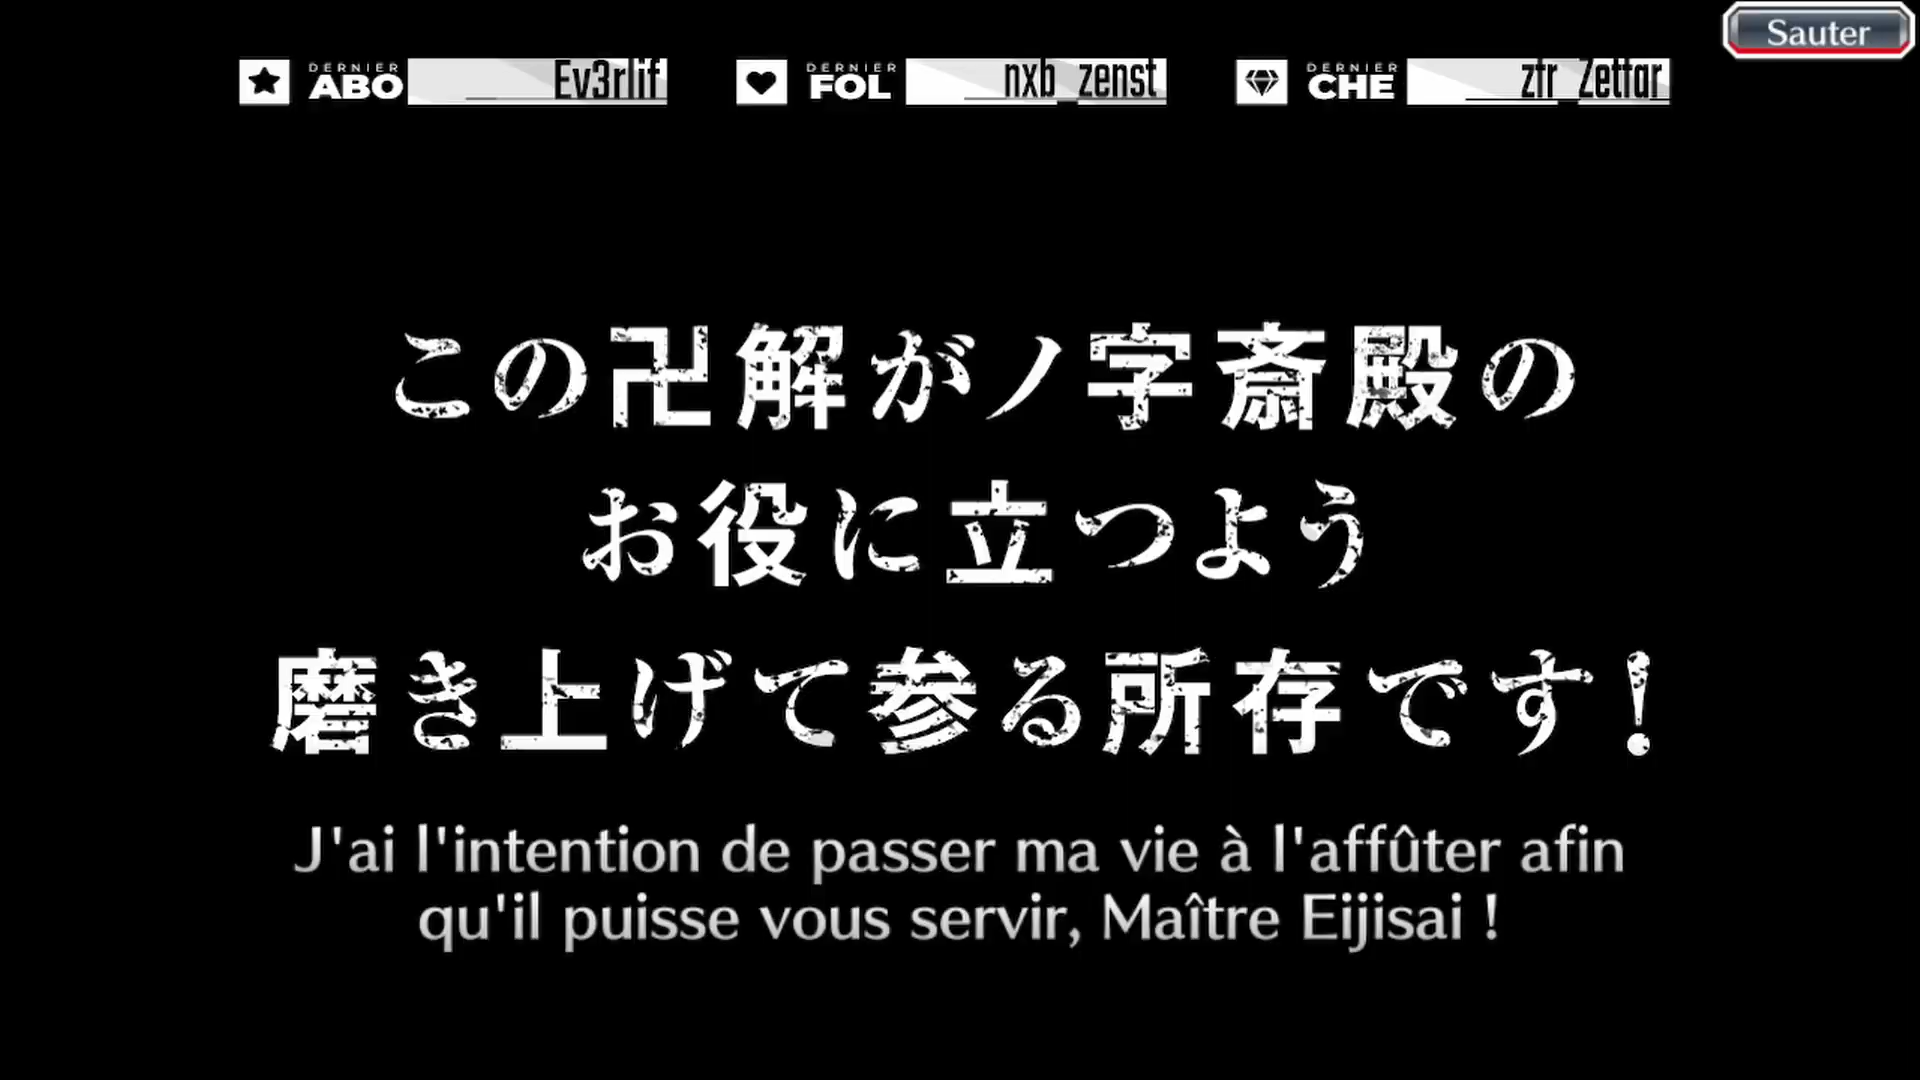 Sauter
DERNIER ABO Ev3rlif
DERNIER FOL nxb_zenst
DERNIER CHE ztr_Zettar
この卍解がノ字斎殿の
お役に立つよう
磨き上げて参る所存です!
J'ai l'intention de passer ma vie à l'affûter afin
qu'il puisse vous servir, Maître Eijisai !